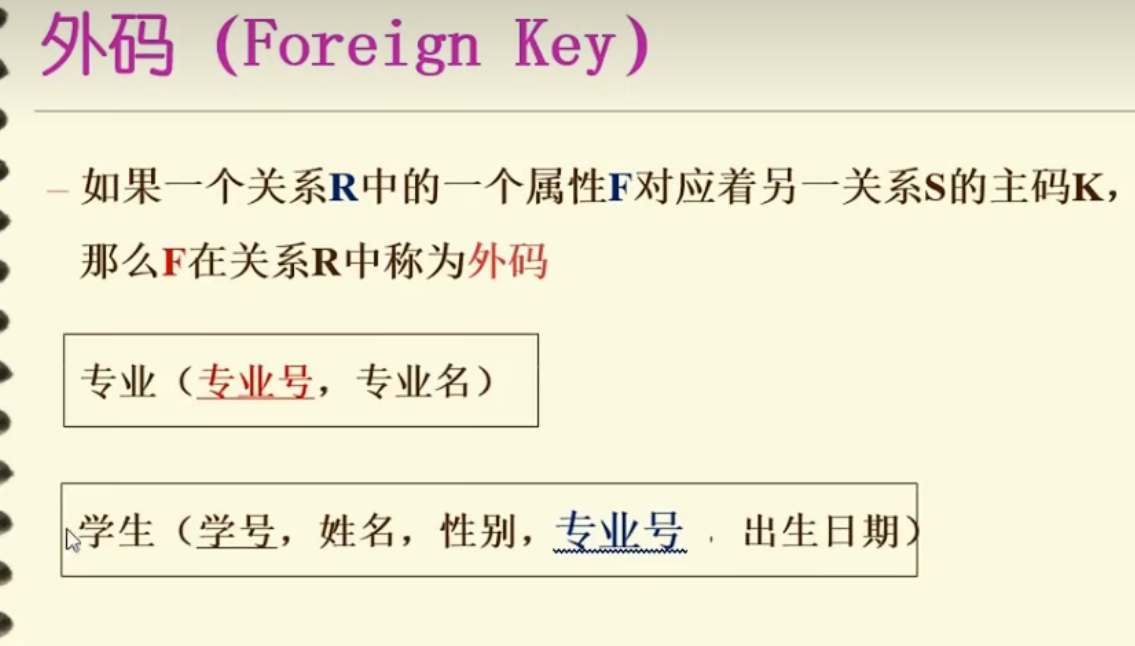 外码 (Foreign Key)
– 如果一个关系R中的一个属性F对应着另一关系S的主码K，
那么F在关系R中称为外码
专业（专业号，专业名）
学生（学号，姓名，性别，专业号，出生日期）